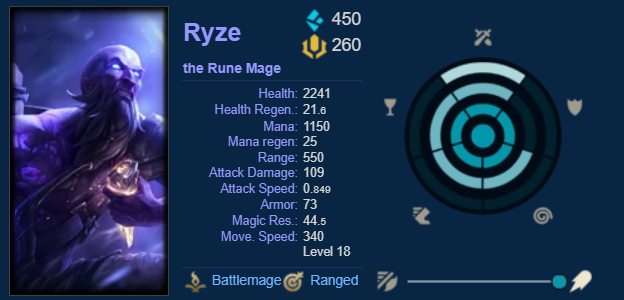 Ryze
450
260
the Rune Mage
Health: 2241
Health Regen.: 21.6
Mana: 1150
Mana regen: 25
Range: 550
Attack Damage: 109
Attack Speed: 0.849
Armor: 73
Magic Res.: 44.5
Move. Speed: 340
Level 18
Battlemage Ranged